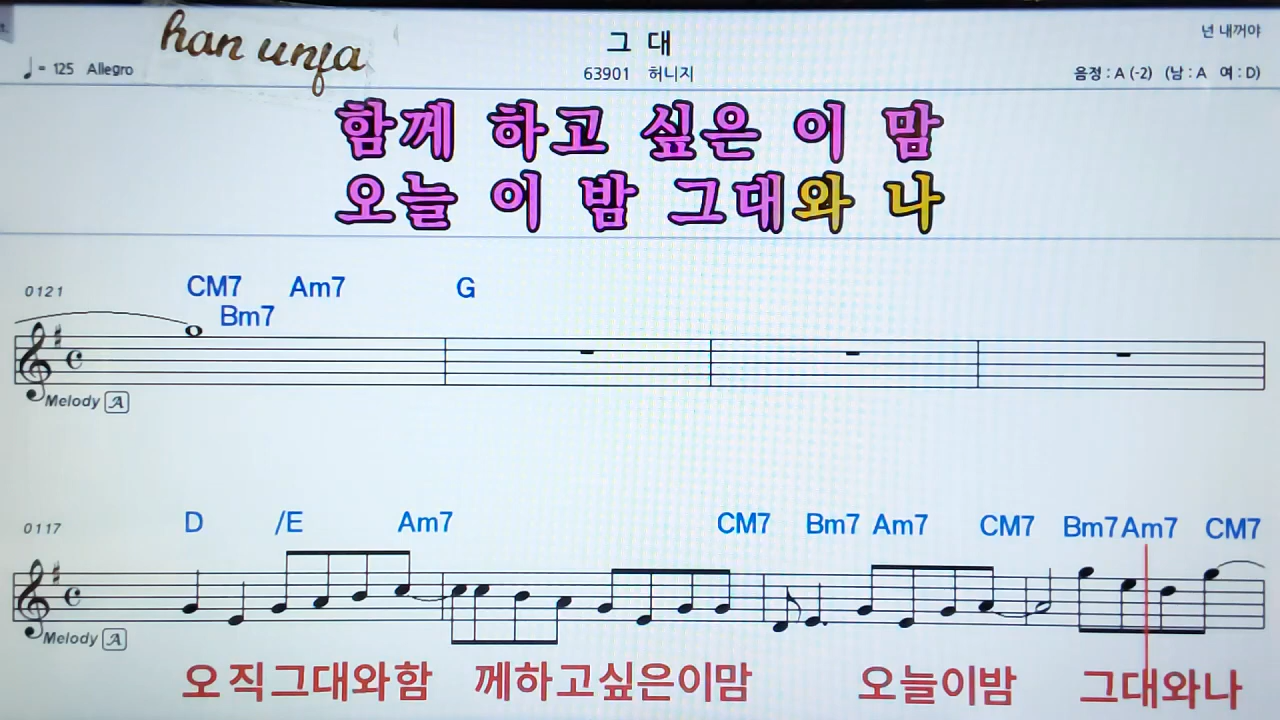 han unja
그 대
넌 내꺼야
♩= 125 Allegro
63901 허니지
음정 : A (-2) (남 : A 여 : D)
함께 하고 싶은 이 맘
오늘 이 밤 그대와 나
0121 CM7 Bm7 Am7 G
Melody A
0117 D /E Am7 CM7 Bm7 Am7 CM7 Bm7 Am7 CM7
Melody A
오직그대와함 께하고싶은이맘 오늘이밤 그대와나